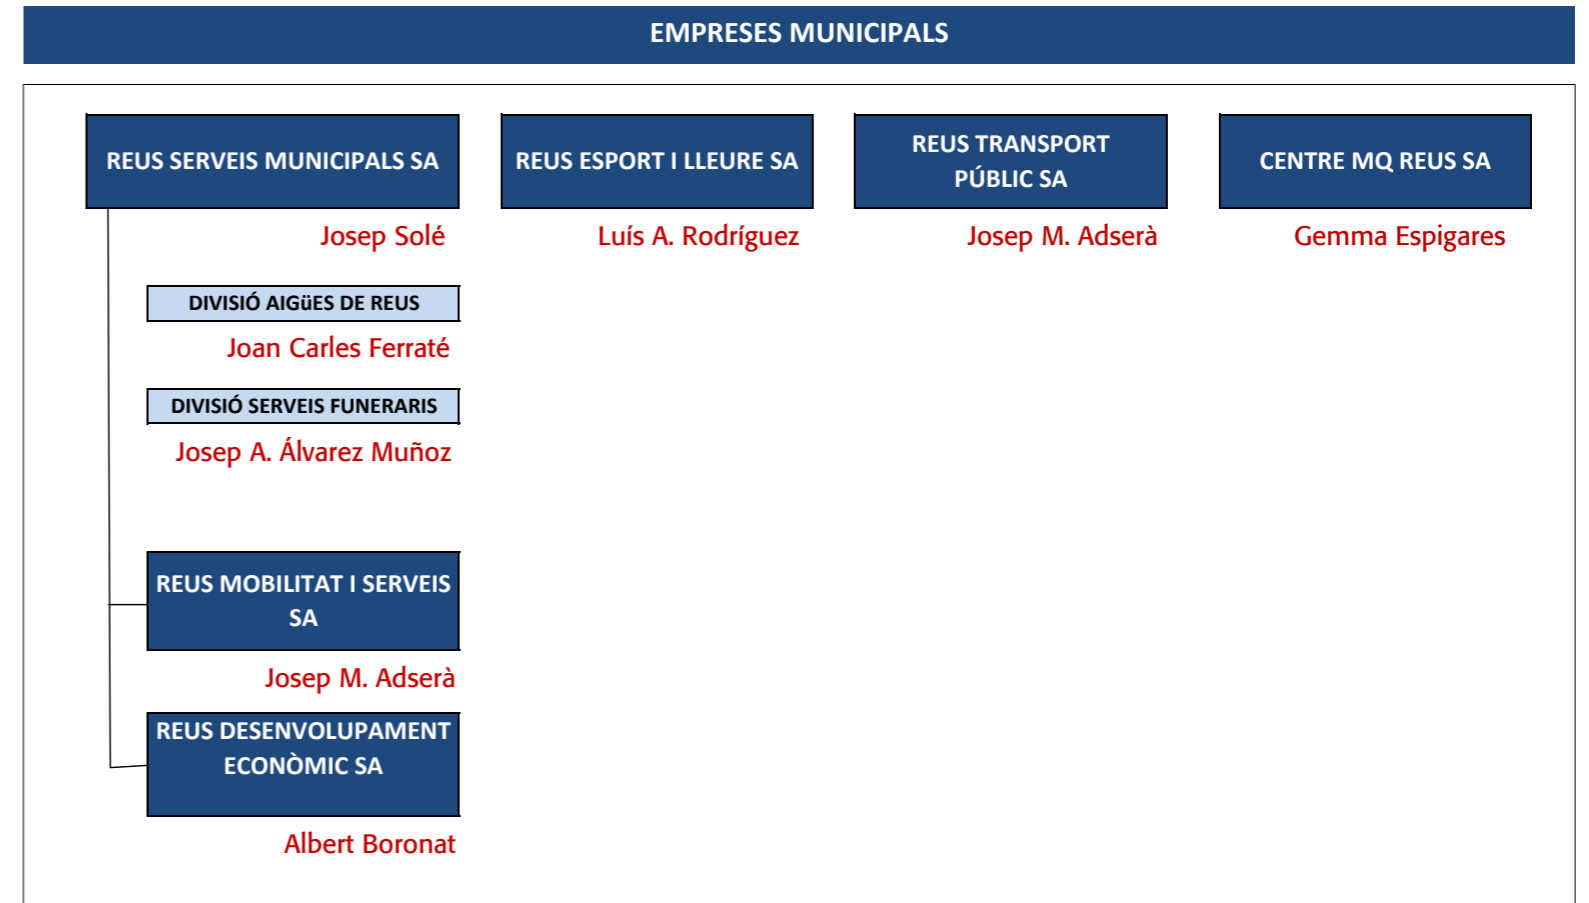 EMPRESES MUNICIPALS
REUS SERVEIS MUNICIPALS SA
Josep Solé
REUS ESPORT I LLEURE SA
Luís A. Rodríguez
REUS TRANSPORT
PÚBLIC SA
Josep M. Adserà
CENTRE MQ REUS SA
Gemma Espigares
DIVISIÓ AIGüES DE REUS
Joan Carles Ferraté
DIVISIÓ SERVEIS FUNERARIS
Josep A. Álvarez Muñoz
REUS MOBILITAT I SERVEIS
SA
Josep M. Adserà
REUS DESENVOLUPAMENT
ECONÒMIC SA
Albert Boronat